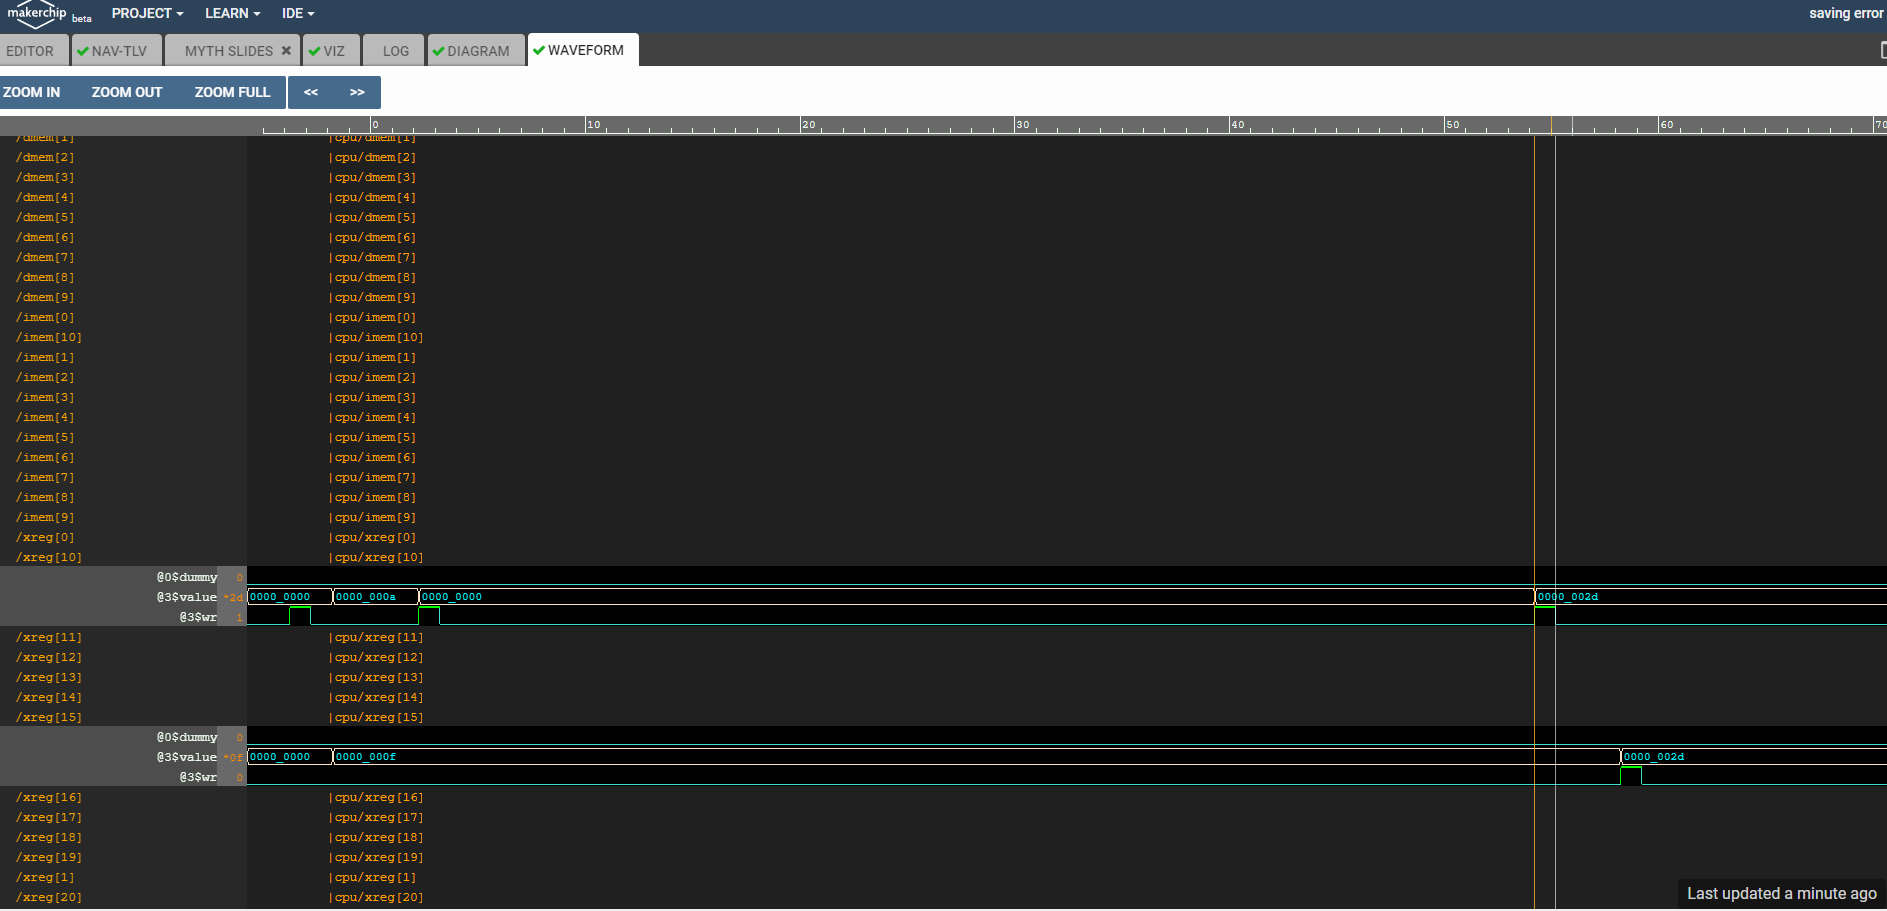 makerchip beta PROJECT LEARN IDE saving error
EDITOR NAV-TLV MYTH SLIDES VIZ LOG DIAGRAM WAVEFORM
ZOOM IN ZOOM OUT ZOOM FULL << >>
0 10 20 30 40 50 60 70
/dmem[1] |cpu/dmem[1]
/dmem[2] |cpu/dmem[2]
/dmem[3] |cpu/dmem[3]
/dmem[4] |cpu/dmem[4]
/dmem[5] |cpu/dmem[5]
/dmem[6] |cpu/dmem[6]
/dmem[7] |cpu/dmem[7]
/dmem[8] |cpu/dmem[8]
/dmem[9] |cpu/dmem[9]
/imem[0] |cpu/imem[0]
/imem[10] |cpu/imem[10]
/imem[1] |cpu/imem[1]
/imem[2] |cpu/imem[2]
/imem[3] |cpu/imem[3]
/imem[4] |cpu/imem[4]
/imem[5] |cpu/imem[5]
/imem[6] |cpu/imem[6]
/imem[7] |cpu/imem[7]
/imem[8] |cpu/imem[8]
/imem[9] |cpu/imem[9]
/xreg[0] |cpu/xreg[0]
/xreg[10] |cpu/xreg[10]
@0$dummy 0
@3$value *2d 0000_0000 0000_000a 0000_0000 0000_002d
@3$wr 1
/xreg[11] |cpu/xreg[11]
/xreg[12] |cpu/xreg[12]
/xreg[13] |cpu/xreg[13]
/xreg[14] |cpu/xreg[14]
/xreg[15] |cpu/xreg[15]
@0$dummy 0
@3$value *0f 0000_0000 0000_000f 0000_002d
@3$wr 0
/xreg[16] |cpu/xreg[16]
/xreg[17] |cpu/xreg[17]
/xreg[18] |cpu/xreg[18]
/xreg[19] |cpu/xreg[19]
/xreg[1] |cpu/xreg[1]
/xreg[20] |cpu/xreg[20]
Last updated a minute ago